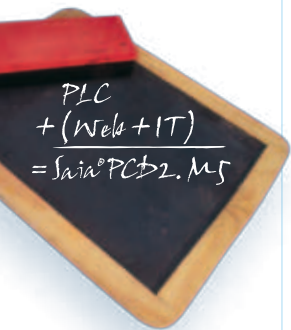 PLC
+ (Web + IT)
= Saia®PCD2.M5